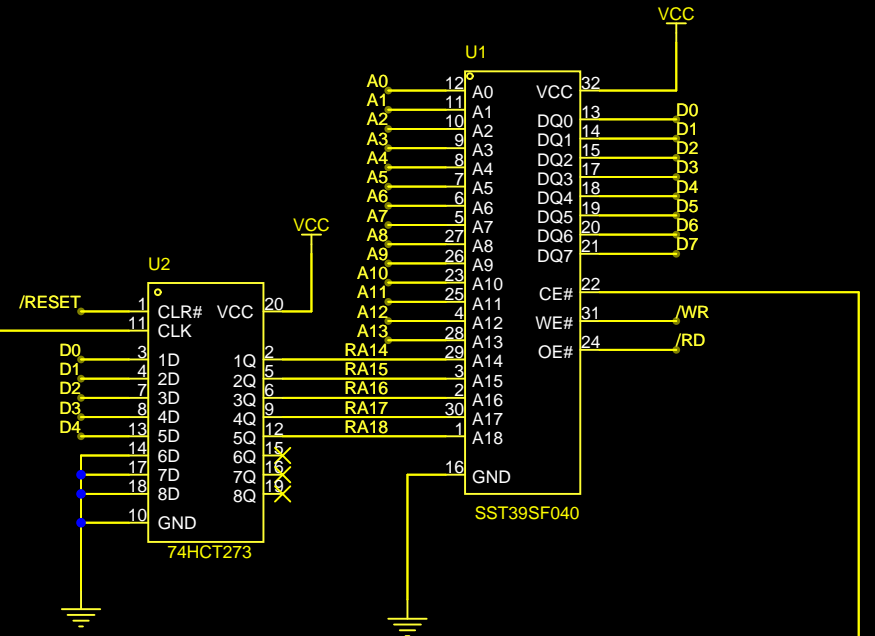 VCC
U1
A0 12 A0 VCC 32
A1 11 A1 DQ0 13 D0
A2 10 A2 DQ1 14 D1
A3 9 A3 DQ2 15 D2
A4 8 A4 DQ3 17 D3
A5 7 A5 DQ4 18 D4
A6 6 A6 DQ5 19 D5
A7 5 A7 DQ6 20 D6
A8 27 A8 DQ7 21 D7
A9 26 A9
A10 23 A10 CE# 22
A11 25 A11
A12 4 A12 WE# 31 /WR
A13 28 A13 OE# 24 /RD
RA14 29 A14
RA15 3 A15
RA16 2 A16
RA17 30 A17
RA18 1 A18
16 GND
SST39SF040
VCC
U2
/RESET 1 CLR# VCC 20
11 CLK
D0 3 1D 1Q 2
D1 4 2D 2Q 5
D2 7 3D 3Q 6
D3 8 4D 4Q 9
D4 13 5D 5Q 12
14 6D 6Q 15
17 7D 7Q 16
18 8D 8Q 19
10 GND
74HCT273